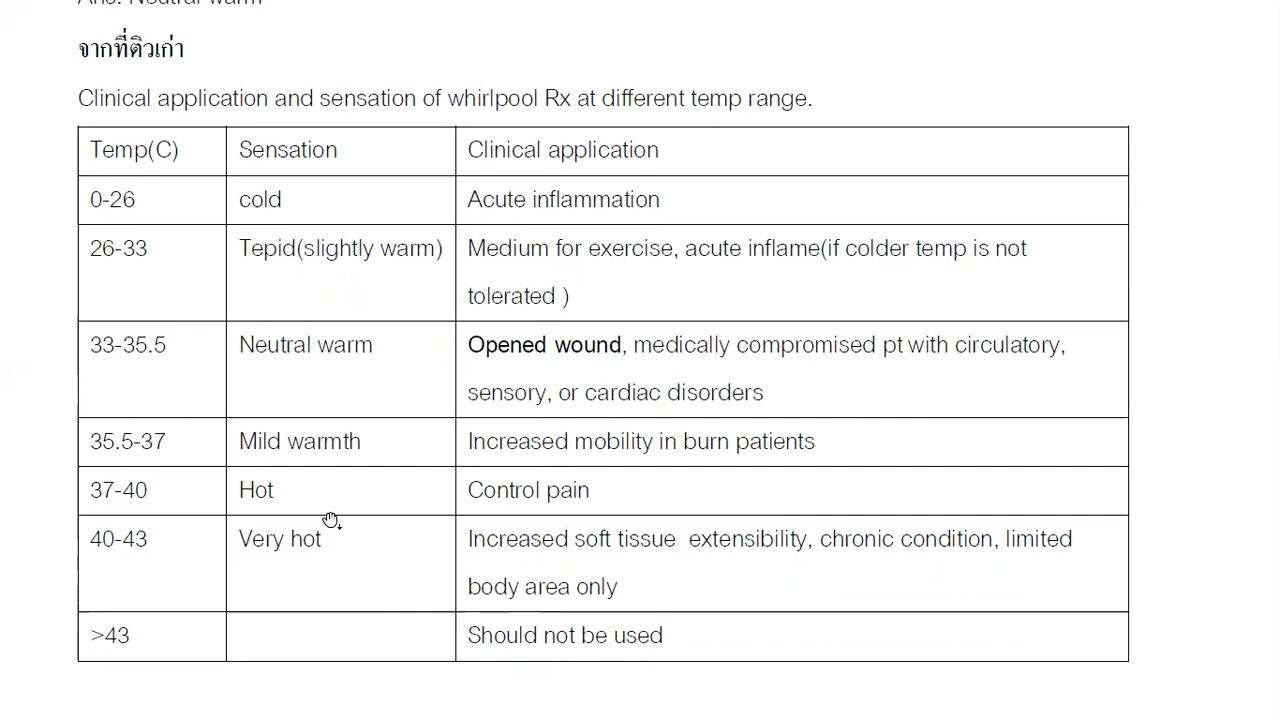 Ans: Neutral warm
จากที่ติวเก่า
Clinical application and sensation of whirlpool Rx at different temp range.
Temp(C) Sensation Clinical application
0-26 cold Acute inflammation
26-33 Tepid(slightly warm) Medium for exercise, acute inflame(if colder temp is not
tolerated )
33-35.5 Neutral warm Opened wound, medically compromised pt with circulatory,
sensory, or cardiac disorders
35.5-37 Mild warmth Increased mobility in burn patients
37-40 Hot Control pain
40-43 Very hot Increased soft tissue extensibility, chronic condition, limited
body area only
>43 Should not be used